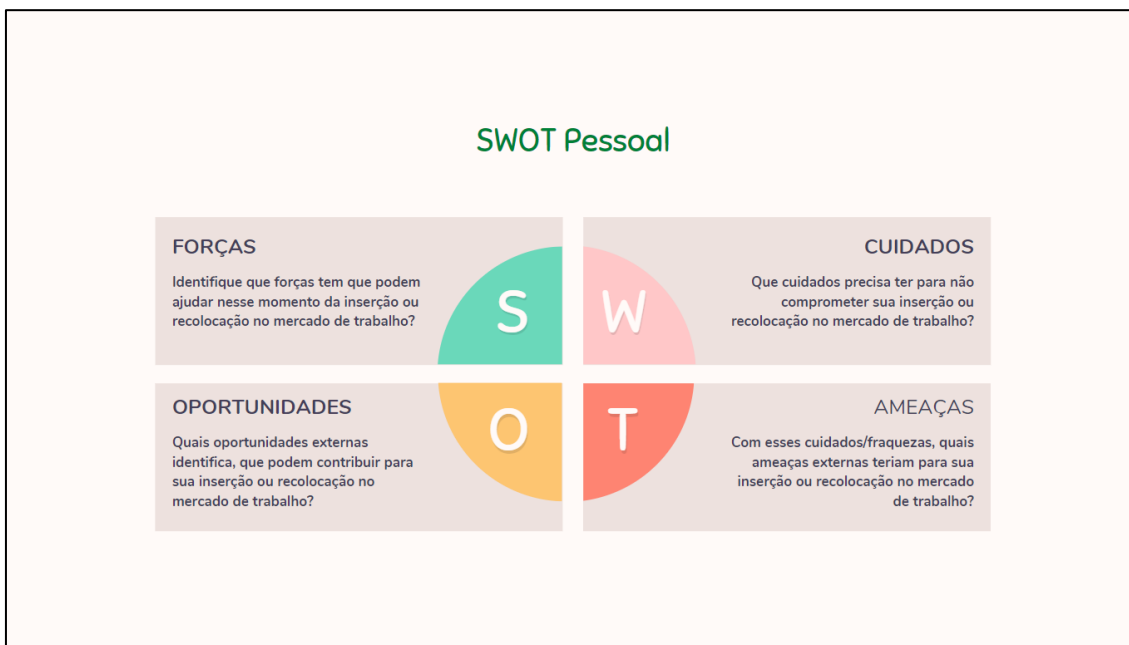 SWOT Pessoal
FORÇAS
Identifique que forças tem que podem
ajudar nesse momento da inserção ou
recolocação no mercado de trabalho?
S
W
CUIDADOS
Que cuidados precisa ter para não
comprometer sua inserção ou
recolocação no mercado de trabalho?
OPORTUNIDADES
Quais oportunidades externas
identifica, que podem contribuir para
sua inserção ou recolocação no
mercado de trabalho?
O
T
AMEAÇAS
Com esses cuidados/fraquezas, quais
ameaças externas teriam para sua
inserção ou recolocação no mercado
de trabalho?